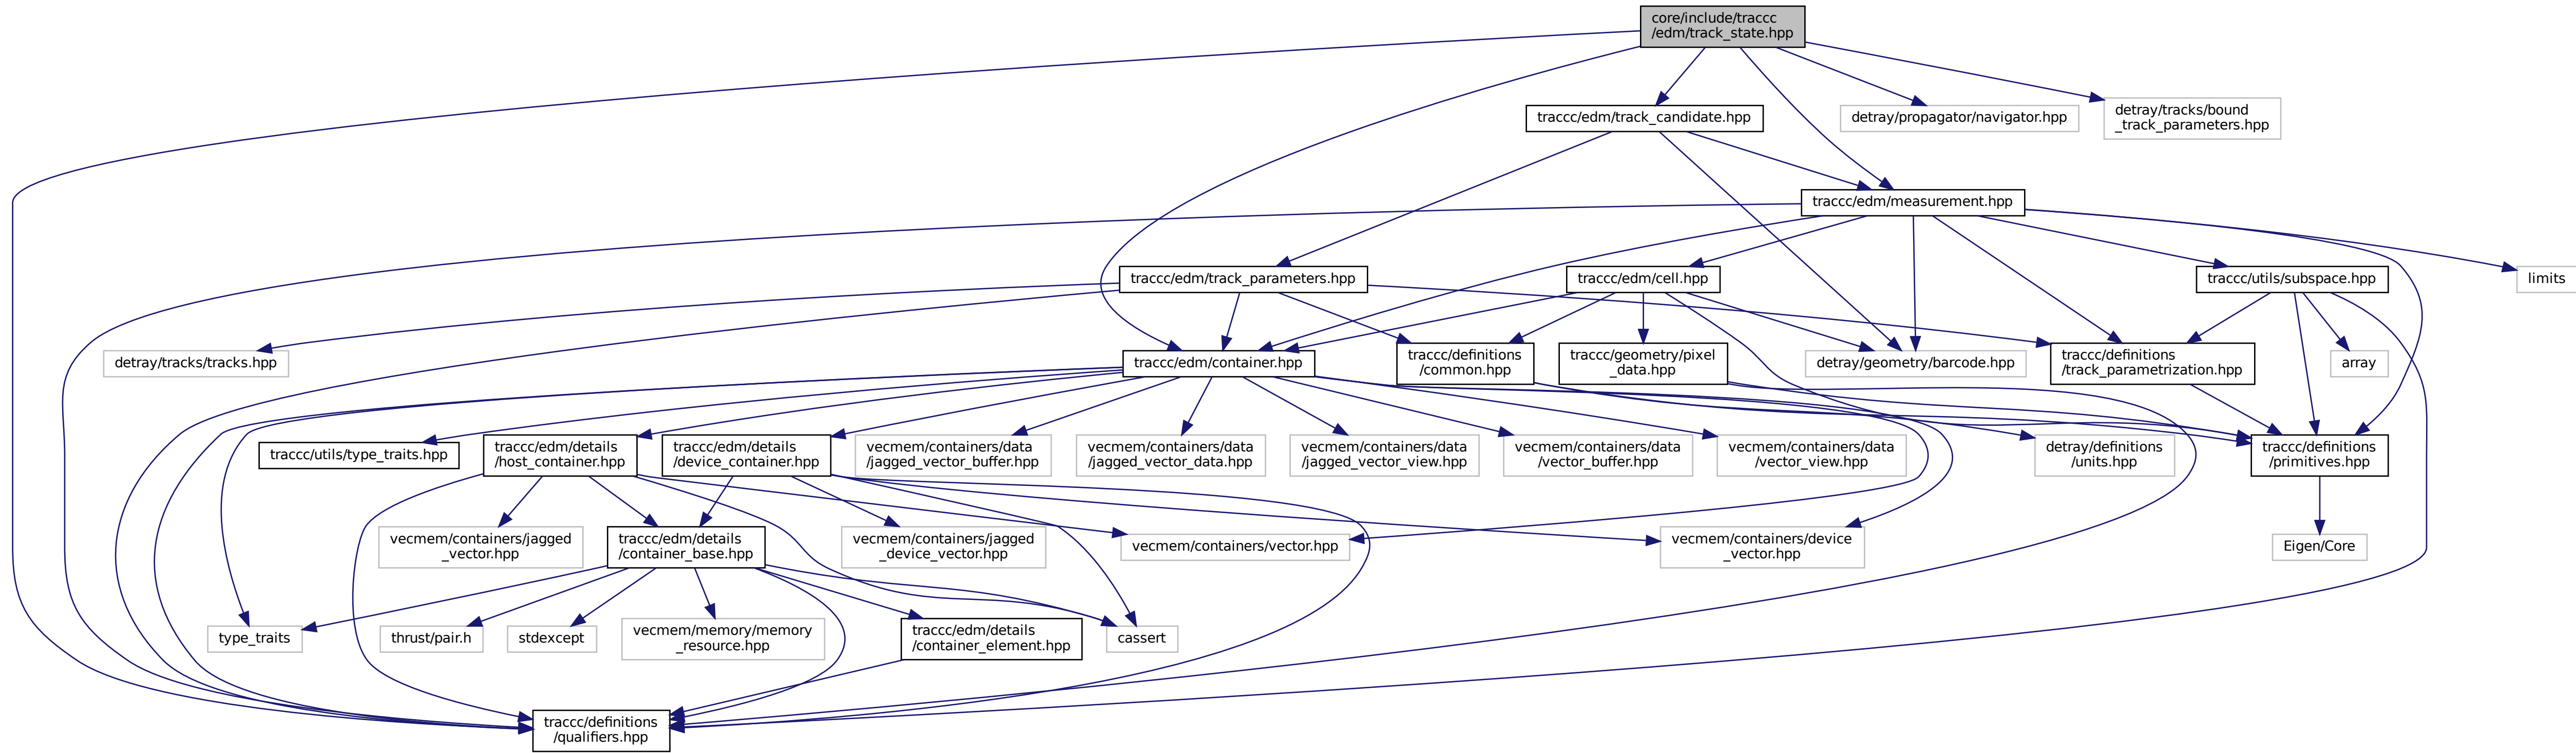 core/include/traccc
/edm/track_state.hpp
traccc/edm/track_candidate.hpp
detray/propagator/navigator.hpp
detray/tracks/bound
_track_parameters.hpp
traccc/edm/measurement.hpp
traccc/edm/track_parameters.hpp
traccc/edm/cell.hpp
traccc/utils/subspace.hpp
limits
detray/tracks/tracks.hpp
traccc/edm/container.hpp
traccc/definitions
/common.hpp
traccc/geometry/pixel
_data.hpp
detray/geometry/barcode.hpp
traccc/definitions
/track_parametrization.hpp
array
traccc/utils/type_traits.hpp
traccc/edm/details
/host_container.hpp
traccc/edm/details
/device_container.hpp
vecmem/containers/data
/jagged_vector_buffer.hpp
vecmem/containers/data
/jagged_vector_data.hpp
vecmem/containers/data
/jagged_vector_view.hpp
vecmem/containers/data
/vector_buffer.hpp
vecmem/containers/data
/vector_view.hpp
detray/definitions
/units.hpp
traccc/definitions
/primitives.hpp
vecmem/containers/jagged
_vector.hpp
traccc/edm/details
/container_base.hpp
vecmem/containers/jagged
_device_vector.hpp
vecmem/containers/vector.hpp
vecmem/containers/device
_vector.hpp
Eigen/Core
type_traits
thrust/pair.h
stdexcept
vecmem/memory/memory
_resource.hpp
traccc/edm/details
/container_element.hpp
cassert
traccc/definitions
/qualifiers.hpp